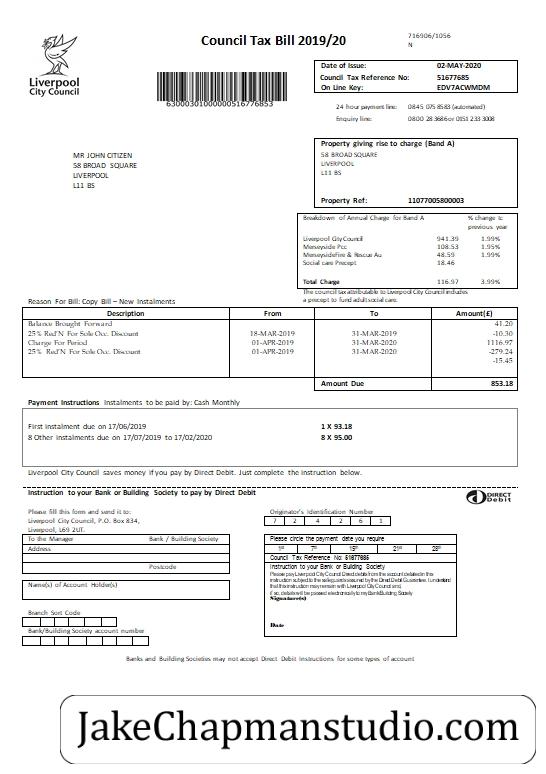 Council Tax Bill 2019/20
716906/1056
N
Liverpool
City Council
63000301000000516776853
Date of Issue: 02-MAY-2020
Council Tax Reference No: 51677685
On Line Key: EDV7ACWMDM
24 hour payment line: 0845 075 8583 (automated)
Enquiry line: 0800 28 3686 or 0151 233 3008
MR JOHN CITIZEN
58 BROAD SQUARE
LIVERPOOL
L11 BS
Property giving rise to charge (Band A)
58 BROAD SQUARE
LIVERPOOL
L11 BS
Property Ref: 11077005800003
Breakdown of Annual Charge for Band A % change to
previous year
Liverpool City Council 941.39 1.99%
Merseyside Pcc 108.53 1.95%
Merseyside Fire & Rescue Au 48.59 1.99%
Social care Precept 18.46
Total Charge 116.97 3.99%
The council tax attributable to Liverpool City Council includes
a precept to fund adult social care.
Reason For Bill: Copy Bill – New Instalments
Description From To Amount(£)
Balance Brought Forward 41.20
25% Red'N For Sole Occ. Discount 18-MAR-2019 31-MAR-2019 -10.30
Charge For Period 01-APR-2019 31-MAR-2020 1116.97
25% Red'N For Sole Occ. Discount 01-APR-2019 31-MAR-2020 -279.24
-15.45
Amount Due 853.18
Payment Instructions Instalments to be paid by: Cash Monthly
First instalment due on 17/06/2019 1 X 93.18
8 Other instalments due on 17/07/2019 to 17/02/2020 8 X 95.00
Liverpool City Council saves money if you pay by Direct Debit. Just complete the instruction below.
Instruction to your Bank or Building Society to pay by Direct Debit
DIRECT
Debit
Please fill this form and send it to:
Liverpool City Council, P.O. Box 834,
Liverpool, L69 2UT.
To the Manager Bank / Building Society
Address
Postcode
Name(s) of Account Holder(s)
Branch Sort Code
Bank/Building Society account number
Originator's Identification Number
7 2 4 2 6 1
Please circle the payment date you require
1st 7th 15th 21st 28th
Council Tax Reference No: 51677685
Instruction to your Bank or Building Society
Please pay Liverpool City Council Direct debits from the account detailed in this
instruction subject to the safeguards assured by the Direct Debit Guarantee. I understand
that this instruction may remain with Liverpool City Council and.
if so, details will be passed electronically to my Bank/Building Society
Signature(s)
Date
Banks and Building Societies may not accept Direct Debit Instructions for some types of account
JakeChapmanstudio.com